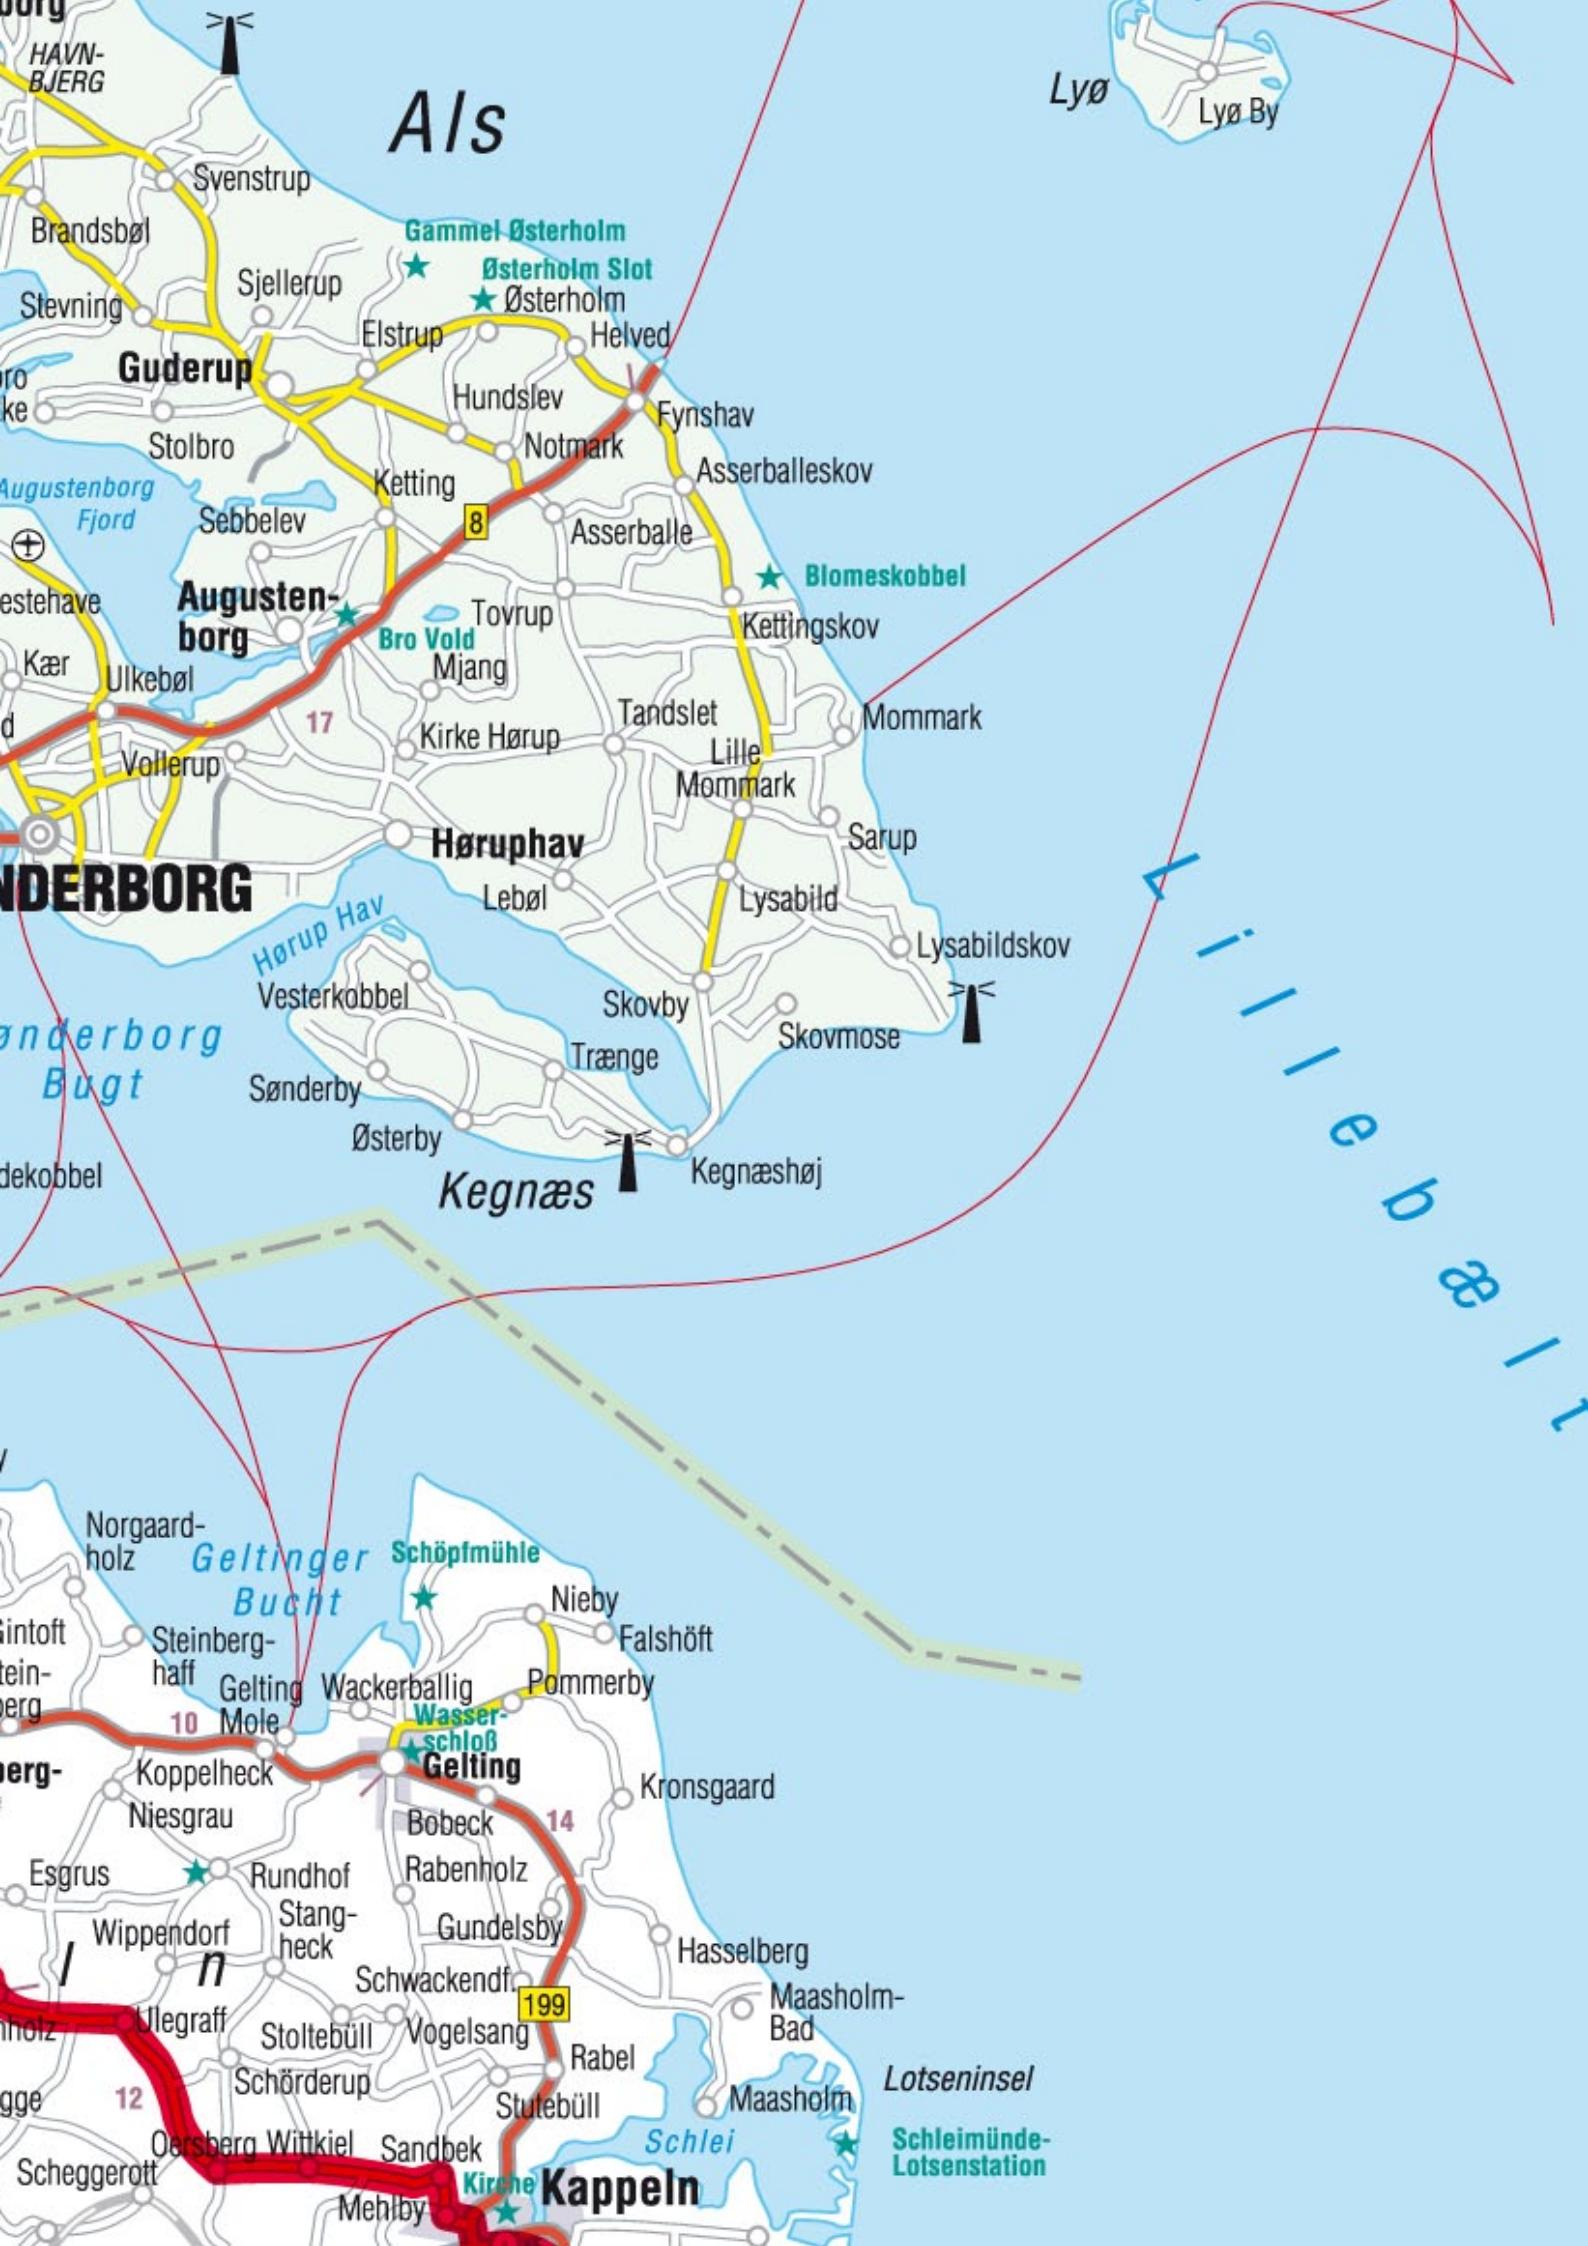 HAVN-
BJERG
Als
Lyø
Lyø By
Svenstrup
Brandsbøl
Gammel Østerholm
Østerholm Slot
Østerholm
Sjellerup
Stevning
Elstrup
Helved
Guderup
Hundslev
Fynshav
Stolbro
Notmark
Asserballeskov
Ketting
Augustenborg
Fjord
Sebbelev
8
Asserballe
Blomeskobbel
Augusten-
borg
Tovrup
Kettingskov
Bro Vold
Mjang
Kær
Ulkebøl
17
Kirke Hørup
Tandslet
Mommark
Vollerup
Lille
Mommark
Sarup
Høruphav
NDERBORG
Lebøl
Lysabild
Hørup Hav
Lysabildskov
Vesterkobbel
Skovby
Skovmose
ønderborg
Bugt
Trænge
Sønderby
Østerby
dekobbel
Kegnæs
Kegnæshøj
Lillebælt
Norgaard-
holz
Geltinger
Bucht
Schöpfmühle
Nieby
Falshöft
Steinberg-
haff
Gelting
Mole
Wackerballig
Pommerby
10
Wasser-
schloß
Gelting
Koppelheck
Kronsgaard
Niesgrau
Bobeck
14
Esgrus
Rundhof
Rabenholz
Stang-
heck
Wippendorf
Gundelsby
l n
Hasselberg
Schwackendf.
199
Maasholm-
Bad
Ulegraff
Stoltebüll
Vogelsang
Rabel
Schörderup
Lotseninsel
12
Stutebüll
Maasholm
Schlei
Schleimünde-
Lotsenstation
Oersberg
Wittkiel
Sandbek
Scheggerott
Kirche
Kappeln
Mehlby